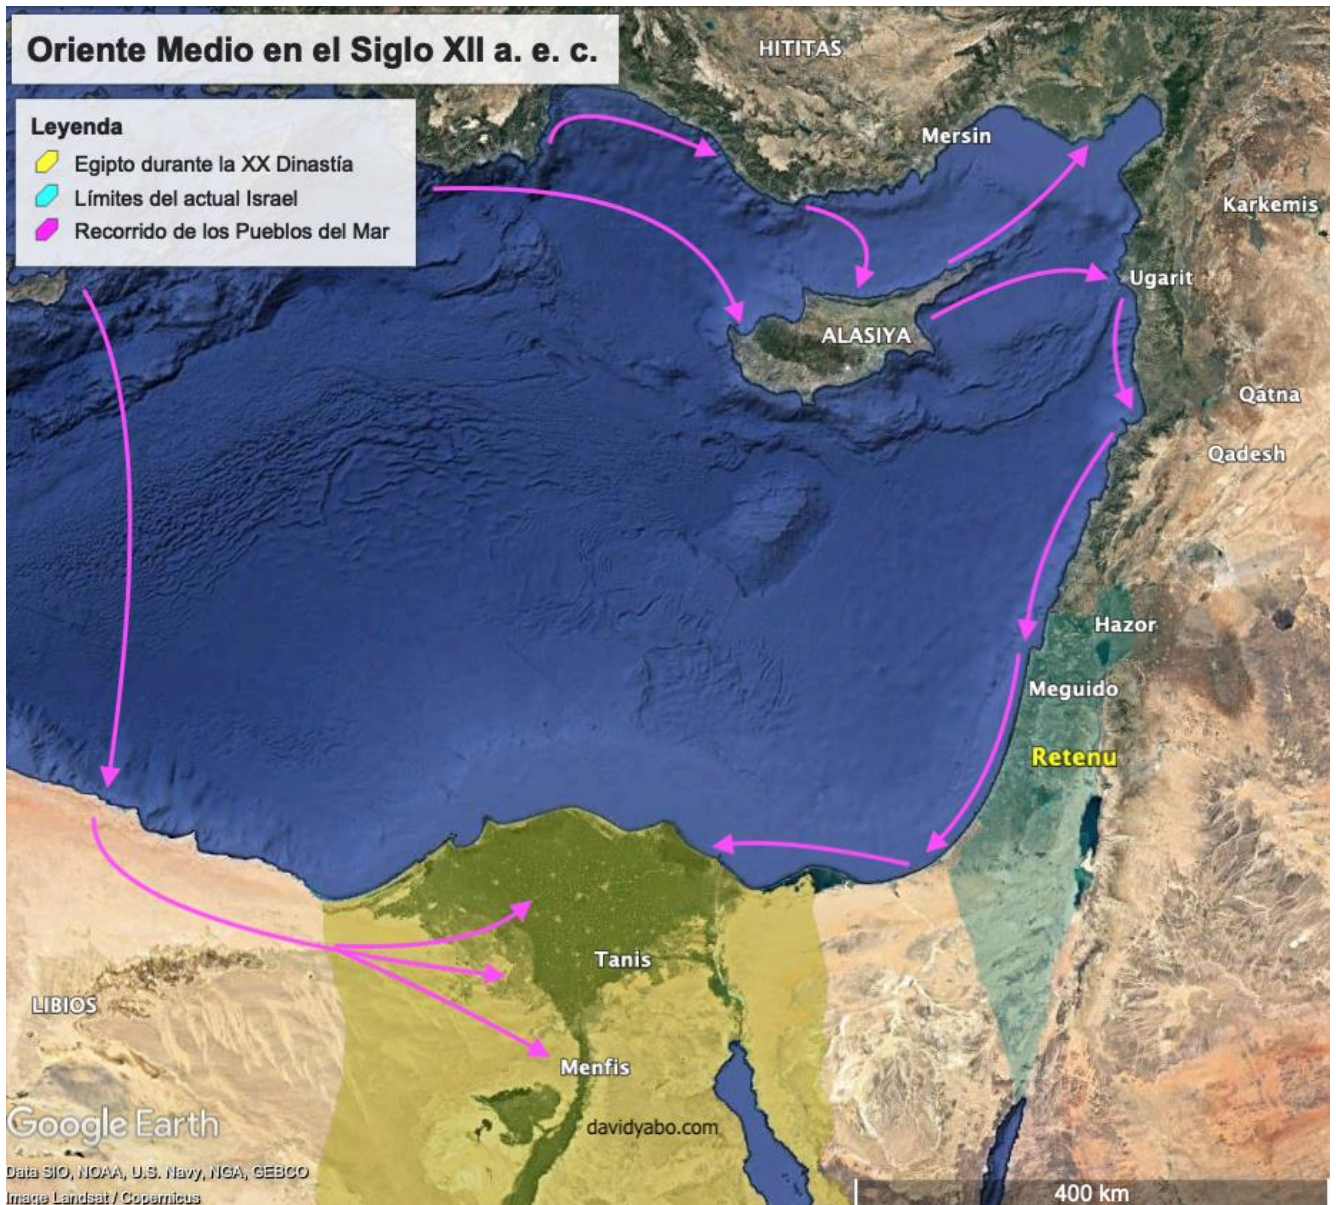 Oriente Medio en el Siglo XII a. e. c.
HITITAS
Leyenda
Egipto durante la XX Dinastía
Límites del actual Israel
Recorrido de los Pueblos del Mar
Mersin
Karkemis
Ugarit
ALASIYA
Qatna
Qadesh
Hazor
Meguido
Retenu
Tanis
LIBIOS
Menfis
Google Earth
davidyabo.com
Data SIO, NOAA, U.S. Navy, NGA, GEBCO
Image Landsat / Copernicus
400 km